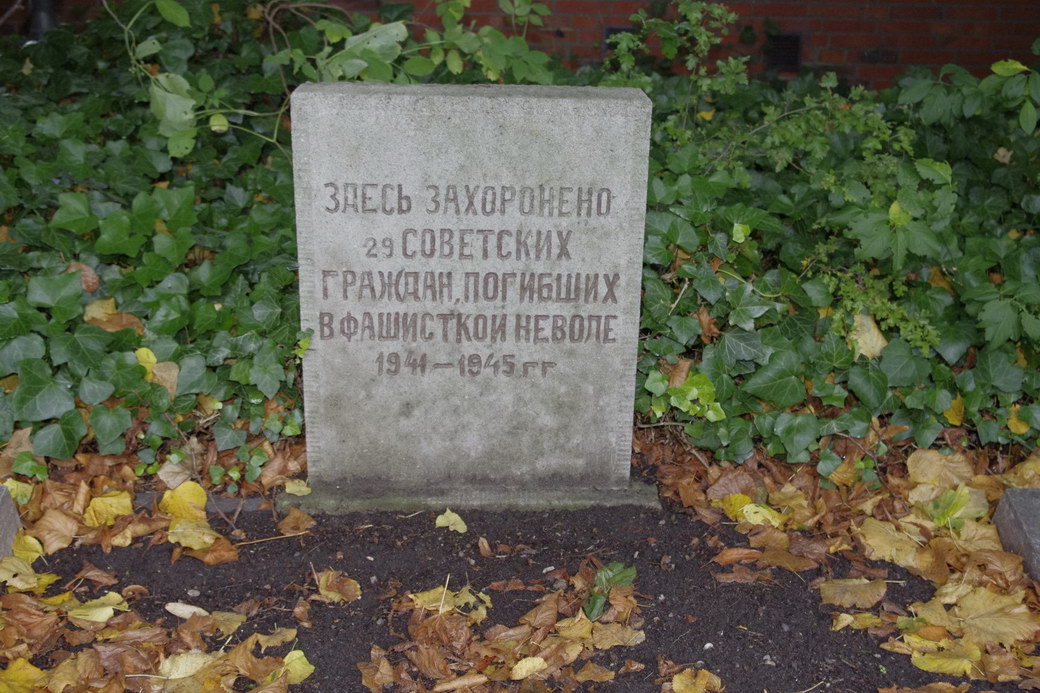 ЗДЕСЬ ЗАХОРОНЕНО
29 СОВЕТСКИХ
ГРАЖДАН, ПОГИБШИХ
В ФАШИСТКОЙ НЕВОЛЕ
1941 — 1945 гг